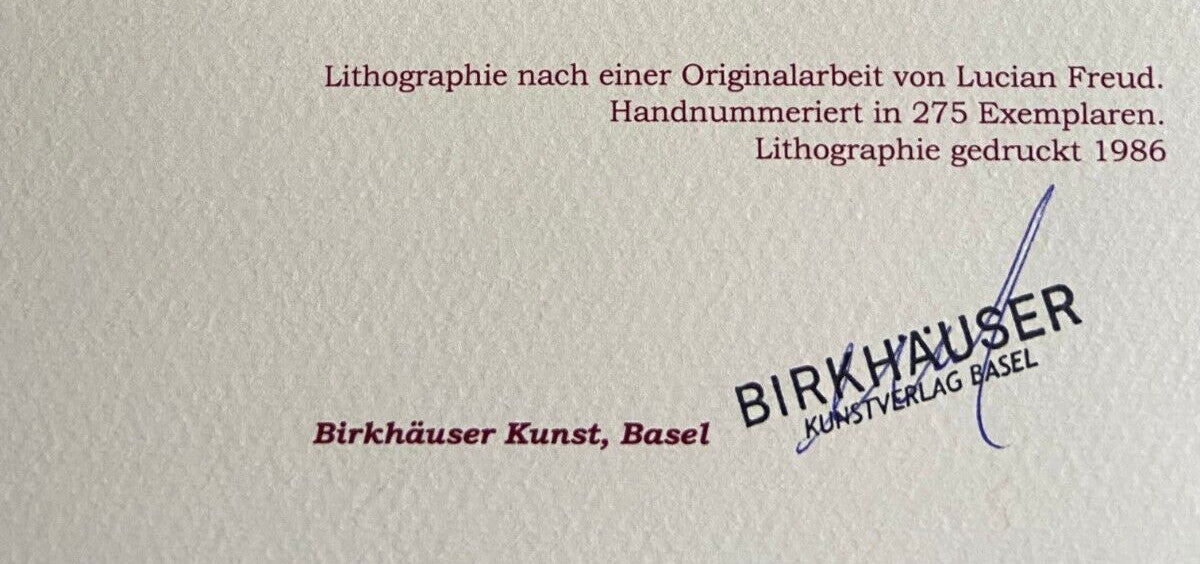 Lithographie nach einer Originalarbeit von Lucian Freud.
Handnummeriert in 275 Exemplaren.
Lithographie gedruckt 1986
Birkhäuser Kunst, Basel
BIRKHÄUSER
KUNSTVERLAG BASEL